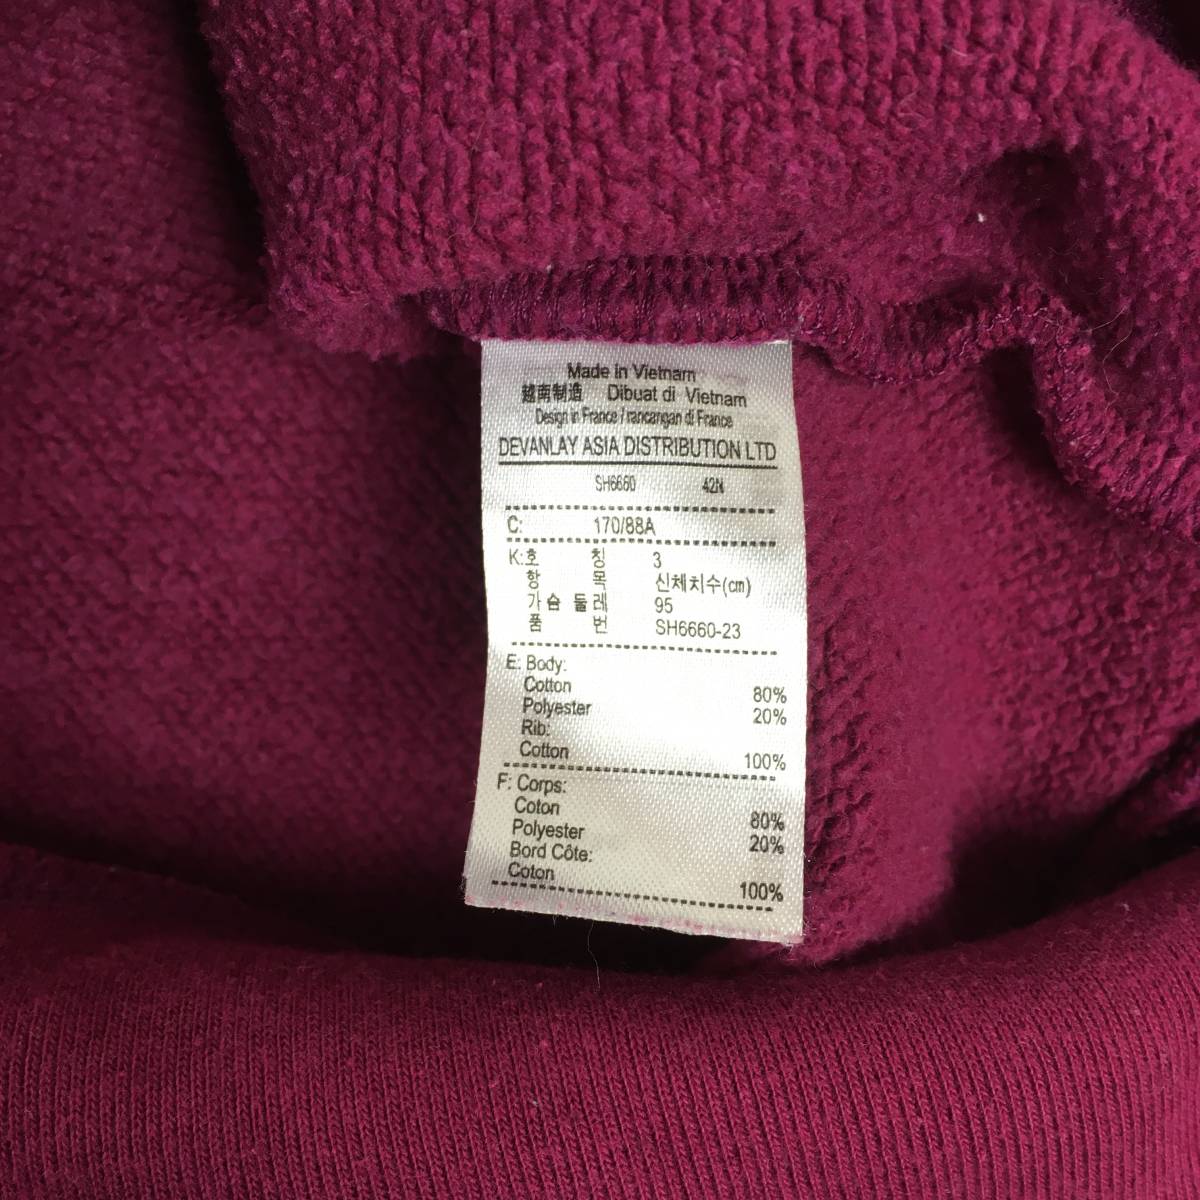 Made in Vietnam
越南制造 Dibuat di Vietnam
Design in France / rancangan di France
DEVANLAY ASIA DISTRIBUTION LTD
SH6660 42N
C: 170/88A
K:호 칭 3
항 목 신체치수(㎝)
가슴둘레 95
품 번 SH6660-23
E: Body:
Cotton 80%
Polyester 20%
Rib:
Cotton 100%
F: Corps:
Coton 80%
Polyester 20%
Bord Côte:
Coton 100%